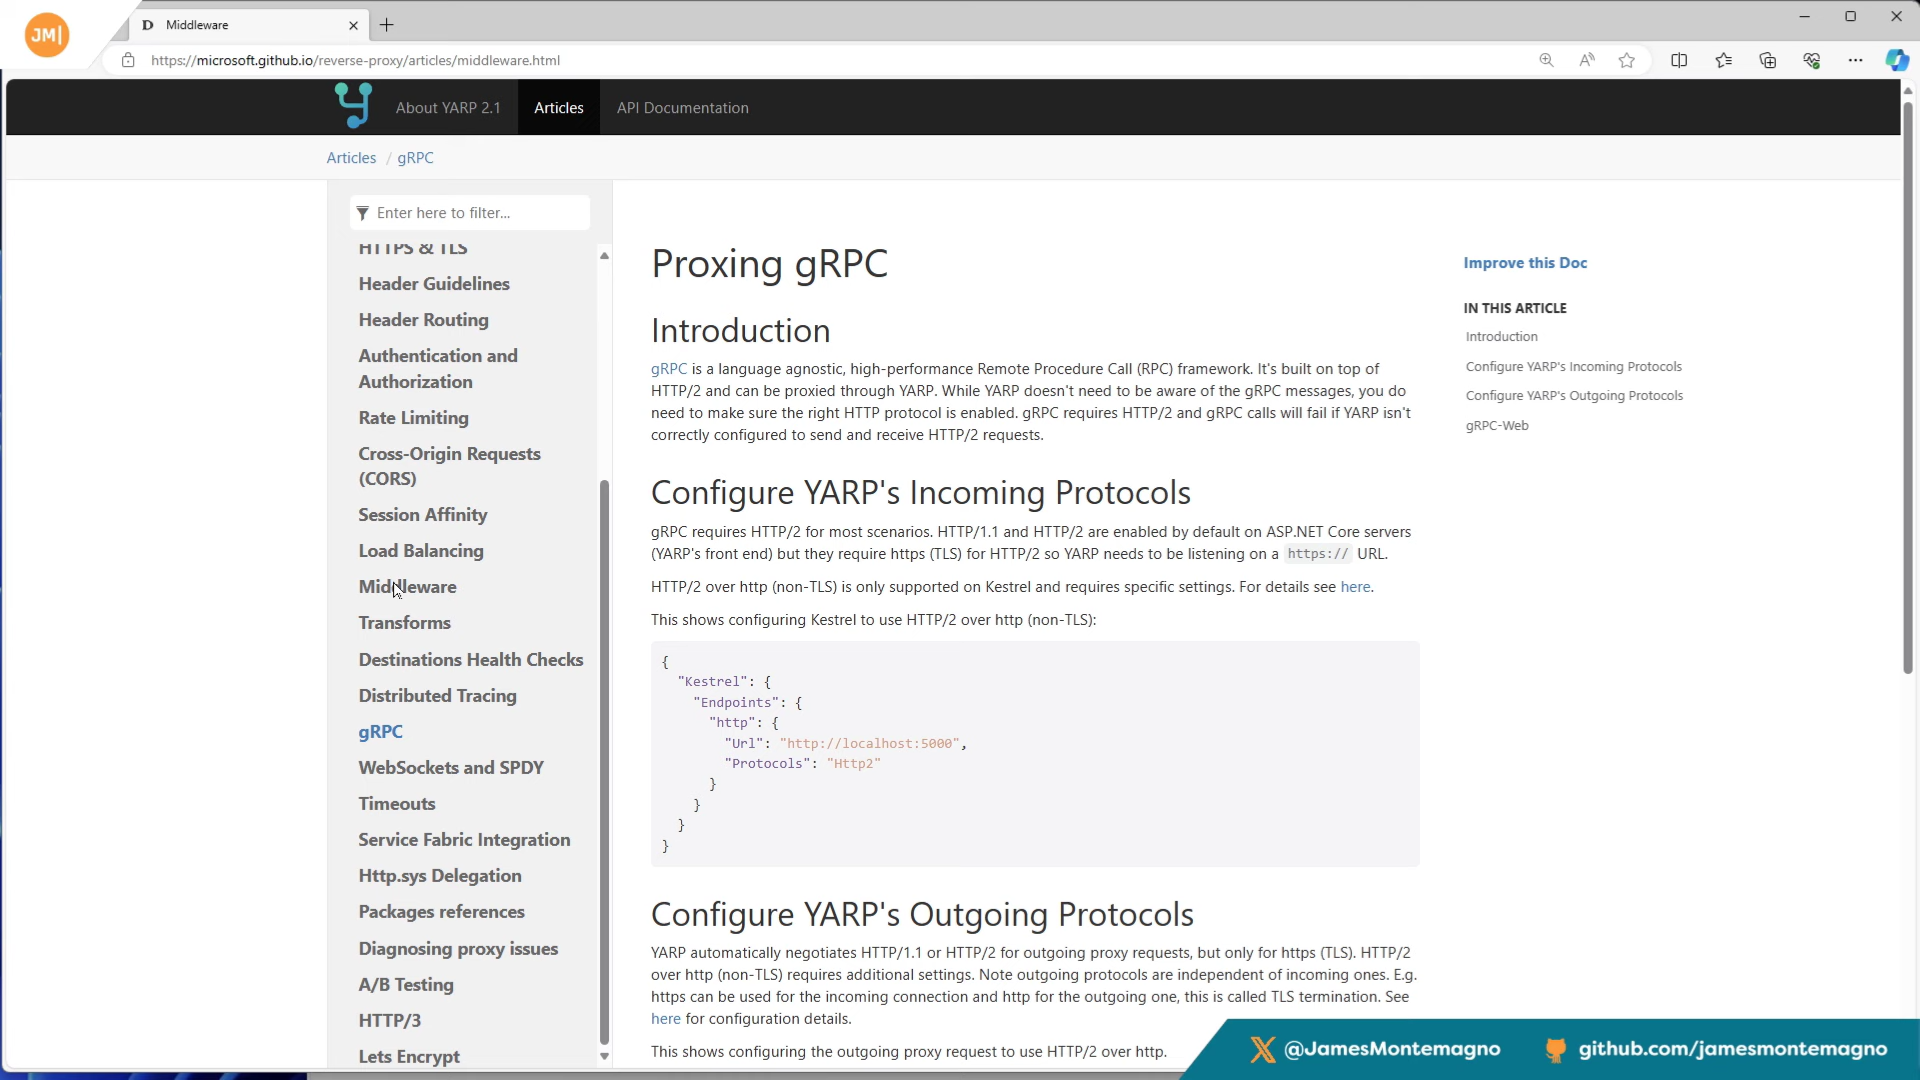 JM|
D Middleware
https://microsoft.github.io/reverse-proxy/articles/middleware.html
About YARP 2.1
Articles
API Documentation
Articles / gRPC
Enter here to filter...
HTTPS & TLS
Header Guidelines
Header Routing
Authentication and
Authorization
Rate Limiting
Cross-Origin Requests
(CORS)
Session Affinity
Load Balancing
Middleware
Transforms
Destinations Health Checks
Distributed Tracing
gRPC
WebSockets and SPDY
Timeouts
Service Fabric Integration
Http.sys Delegation
Packages references
Diagnosing proxy issues
A/B Testing
HTTP/3
Lets Encrypt
Proxing gRPC
Introduction
gRPC is a language agnostic, high-performance Remote Procedure Call (RPC) framework. It's built on top of
HTTP/2 and can be proxied through YARP. While YARP doesn't need to be aware of the gRPC messages, you do
need to make sure the right HTTP protocol is enabled. gRPC requires HTTP/2 and gRPC calls will fail if YARP isn't
correctly configured to send and receive HTTP/2 requests.
Configure YARP's Incoming Protocols
gRPC requires HTTP/2 for most scenarios. HTTP/1.1 and HTTP/2 are enabled by default on ASP.NET Core servers
(YARP's front end) but they require https (TLS) for HTTP/2 so YARP needs to be listening on a https:// URL.
HTTP/2 over http (non-TLS) is only supported on Kestrel and requires specific settings. For details see here.
This shows configuring Kestrel to use HTTP/2 over http (non-TLS):
{
"Kestrel": {
"Endpoints": {
"http": {
"Url": "http://localhost:5000",
"Protocols": "Http2"
}
}
}
}
Configure YARP's Outgoing Protocols
YARP automatically negotiates HTTP/1.1 or HTTP/2 for outgoing proxy requests, but only for https (TLS). HTTP/2
over http (non-TLS) requires additional settings. Note outgoing protocols are independent of incoming ones. E.g.
https can be used for the incoming connection and http for the outgoing one, this is called TLS termination. See
here for configuration details.
This shows configuring the outgoing proxy request to use HTTP/2 over http.
Improve this Doc
IN THIS ARTICLE
Introduction
Configure YARP's Incoming Protocols
Configure YARP's Outgoing Protocols
gRPC-Web
@JamesMontemagno
github.com/jamesmontemagno